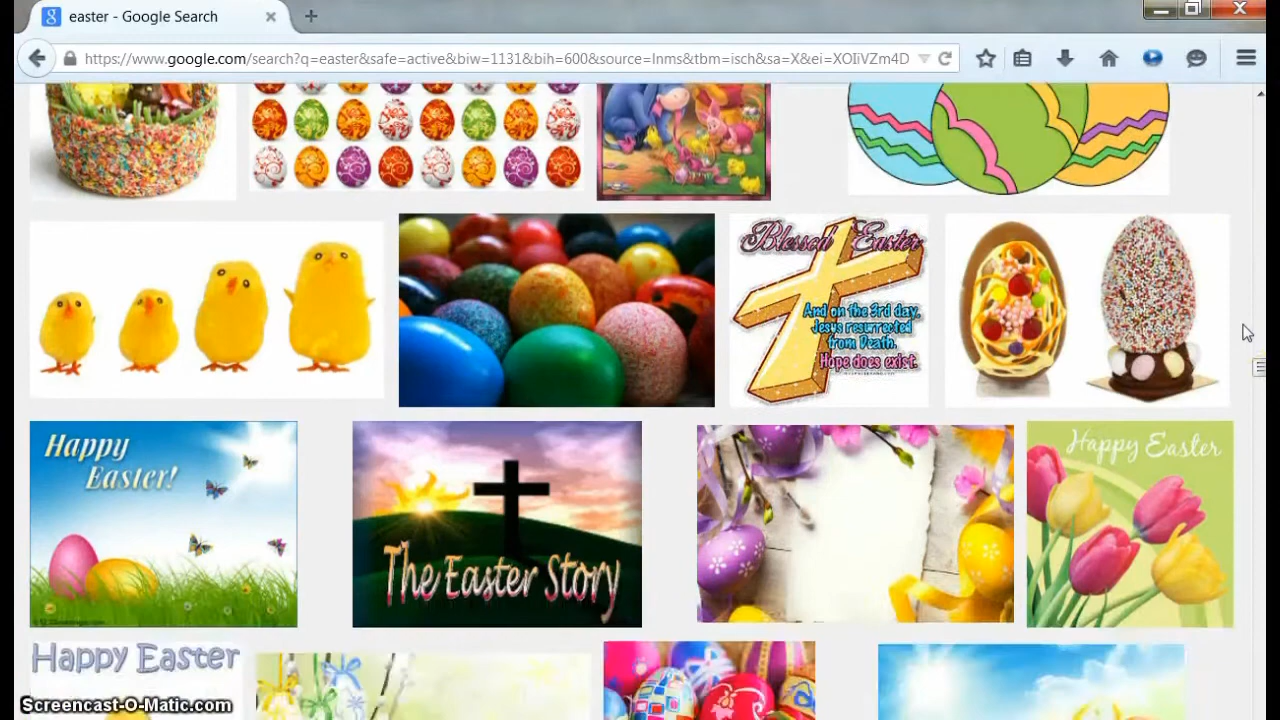 easter - Google Search
https://www.google.com/search?q=easter&safe=active&biw=1131&bih=600&source=lnms&tbm=isch&sa=X&ei=XOIiVZm4D
Blessed Easter
And on the 3rd day,
Jesus resurrected
from Death.
Hope does exist.
Happy
Easter!
The Easter Story
Happy Easter
Happy Easter
Screencast-O-Matic.com